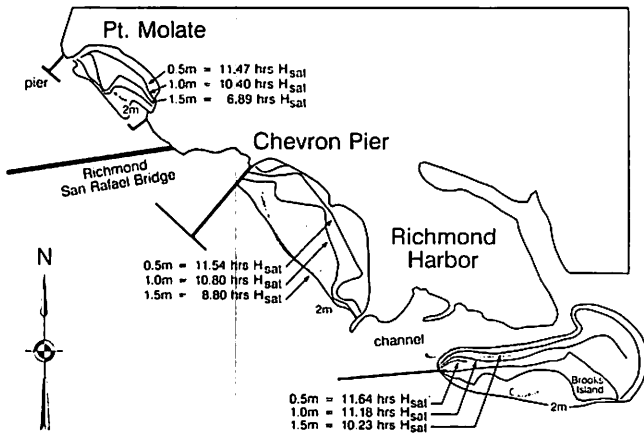 Pt. Molate
pier
0.5m = 11.47 hrs Hsat
1.0m = 10.40 hrs Hsat
1.5m = 6.89 hrs Hsat
2m
Chevron Pier
Richmond
San Rafael Bridge
Richmond
Harbor
N
0.5m = 11.54 hrs Hsat
1.0m = 10.80 hrs Hsat
1.5m = 8.80 hrs Hsat
2m
channel
Brooks
Island
2m
0.5m = 11.64 hrs Hsat
1.0m = 11.18 hrs Hsat
1.5m = 10.23 hrs Hsat